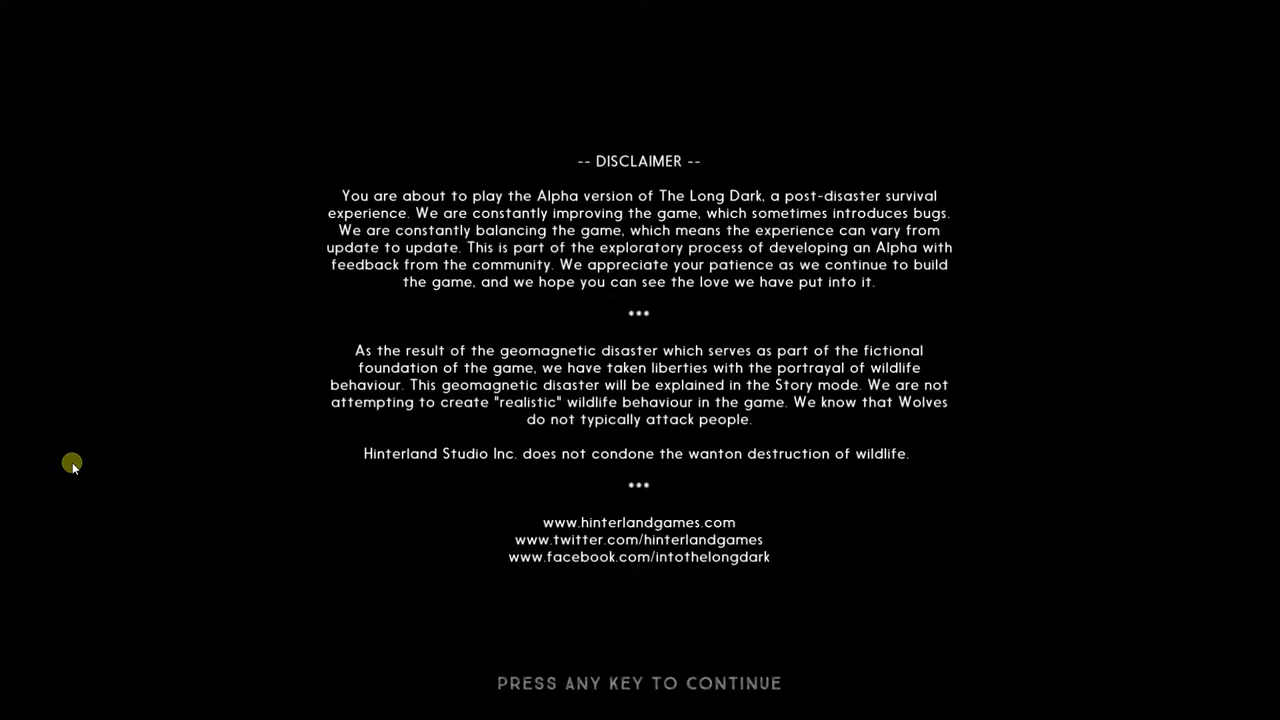 -- DISCLAIMER --
You are about to play the Alpha version of The Long Dark, a post-disaster survival
experience. We are constantly improving the game, which sometimes introduces bugs.
We are constantly balancing the game, which means the experience can vary from
update to update. This is part of the exploratory process of developing an Alpha with
feedback from the community. We appreciate your patience as we continue to build
the game, and we hope you can see the love we have put into it.
***
As the result of the geomagnetic disaster which serves as part of the fictional
foundation of the game, we have taken liberties with the portrayal of wildlife
behaviour. This geomagnetic disaster will be explained in the Story mode. We are not
attempting to create "realistic" wildlife behaviour in the game. We know that Wolves
do not typically attack people.
Hinterland Studio Inc. does not condone the wanton destruction of wildlife.
***
www.hinterlandgames.com
www.twitter.com/hinterlandgames
www.facebook.com/intothelongdark
PRESS ANY KEY TO CONTINUE